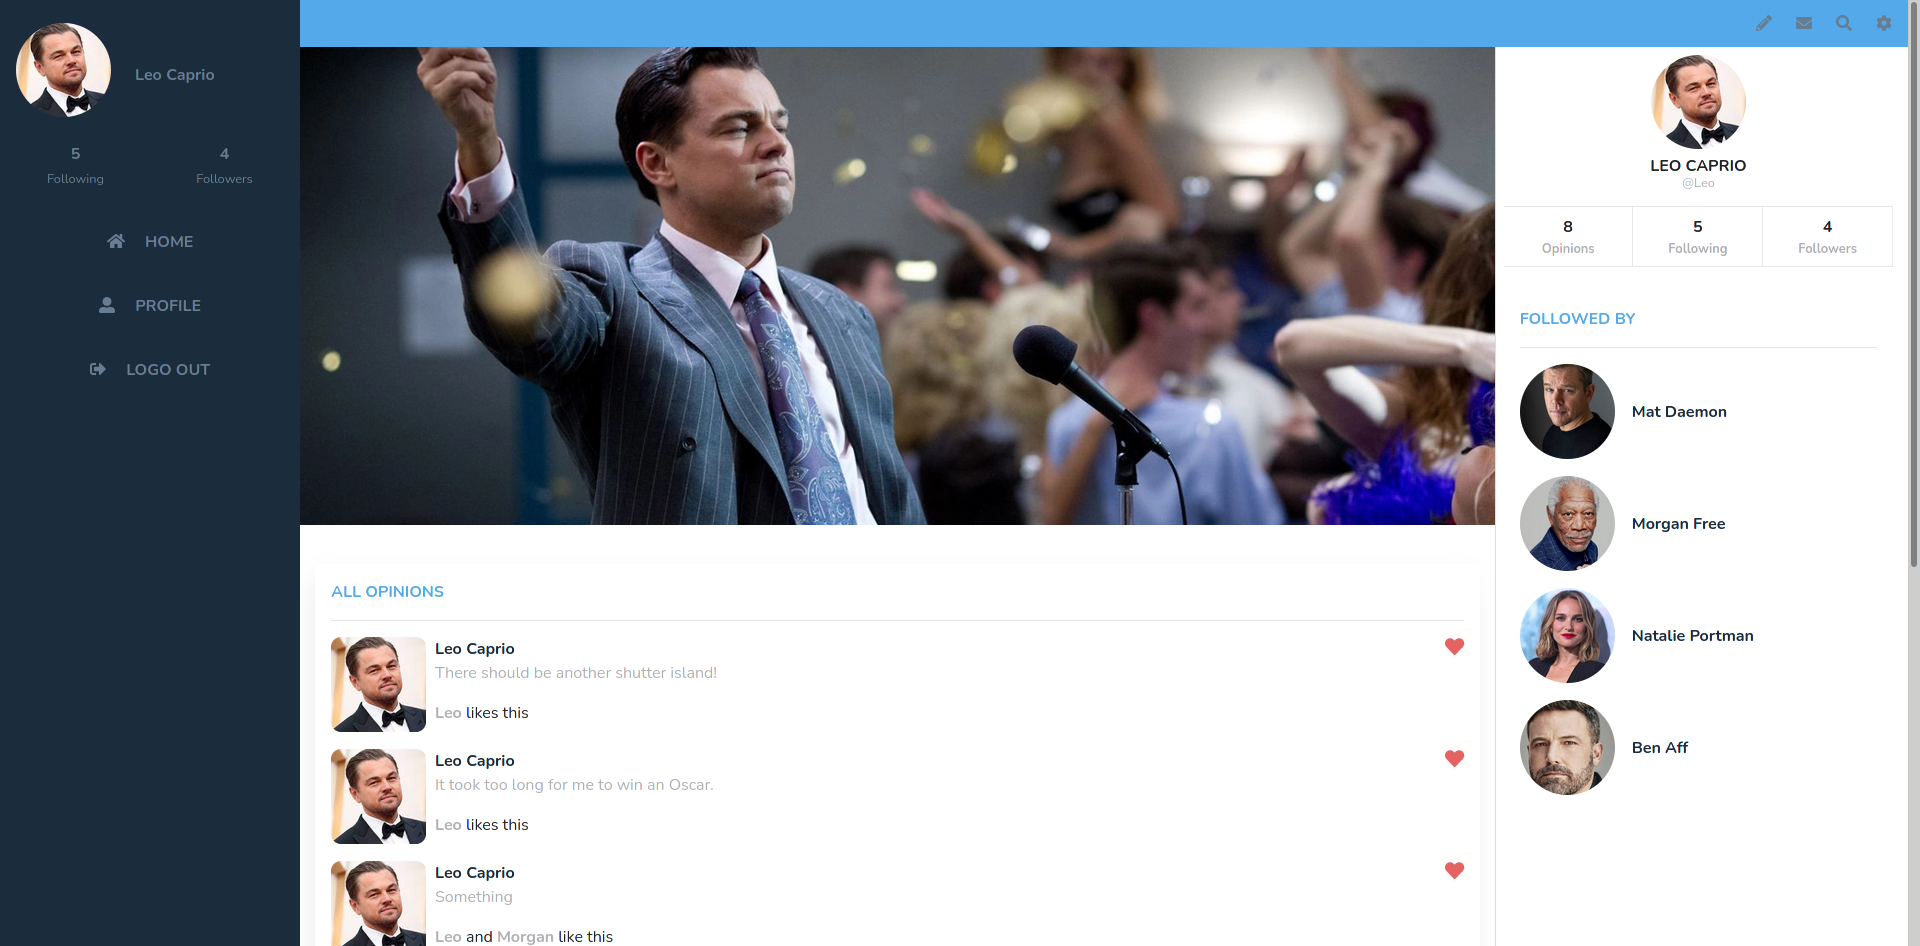 Leo Caprio
5
4
Following
Followers
HOME
PROFILE
LOGO OUT
ALL OPINIONS
Leo Caprio
There should be another shutter island!
Leo likes this
Leo Caprio
It took too long for me to win an Oscar.
Leo likes this
Leo Caprio
Something
Leo and Morgan like this
LEO CAPRIO
@Leo
8
5
4
Opinions
Following
Followers
FOLLOWED BY
Mat Daemon
Morgan Free
Natalie Portman
Ben Aff